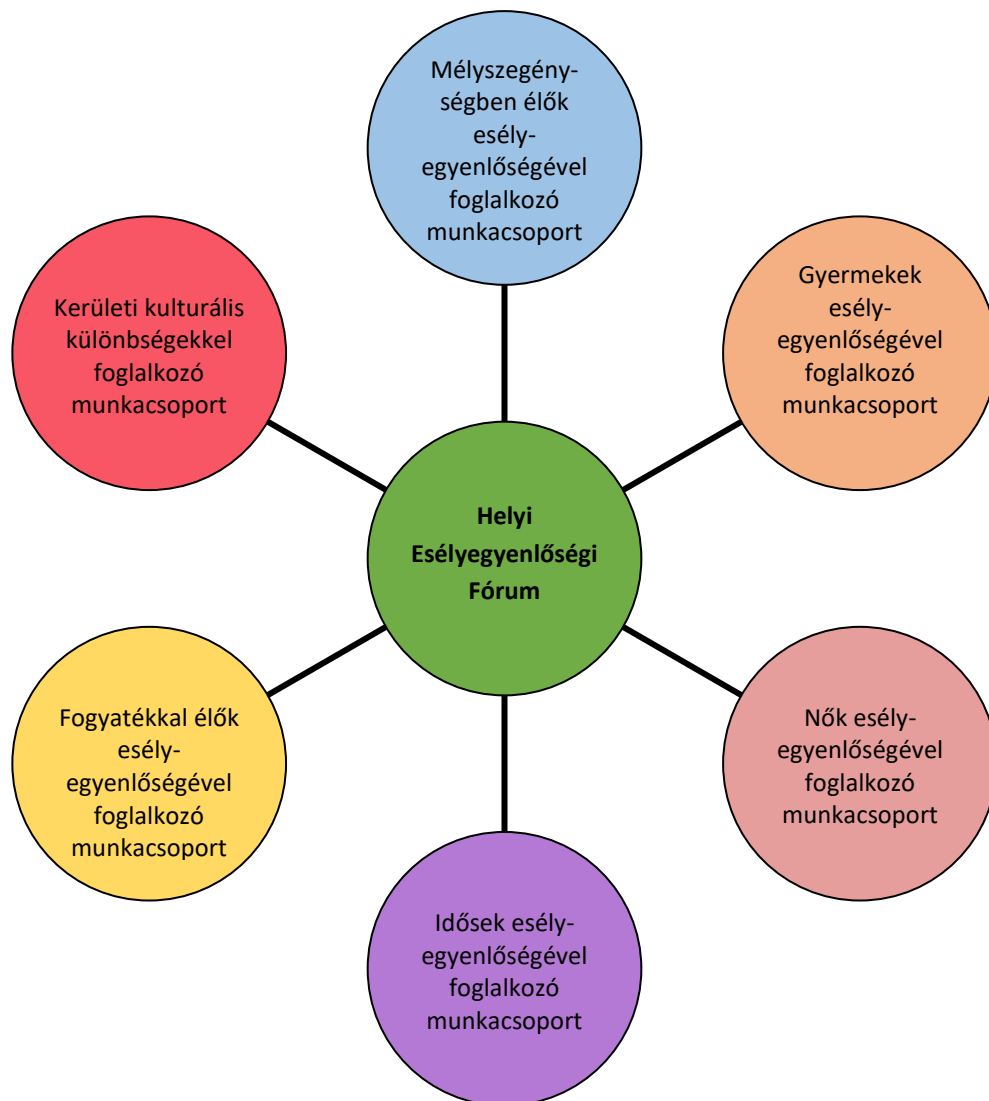 Mélyszegény-
ségben élők
esély-
egyenlőségével
foglalkozó
munkacsoport
Kerületi kulturális
különbségekkel
foglalkozó
munkacsoport
Gyermekek
esély-
egyenlőségével
foglalkozó
munkacsoport
Helyi
Esélyegyenlőségi
Fórum
Fogyatékkal élők
esély-
egyenlőségével
foglalkozó
munkacsoport
Nők esély-
egyenlőségével
foglalkozó
munkacsoport
Idősek esély-
egyenlőségével
foglalkozó
munkacsoport